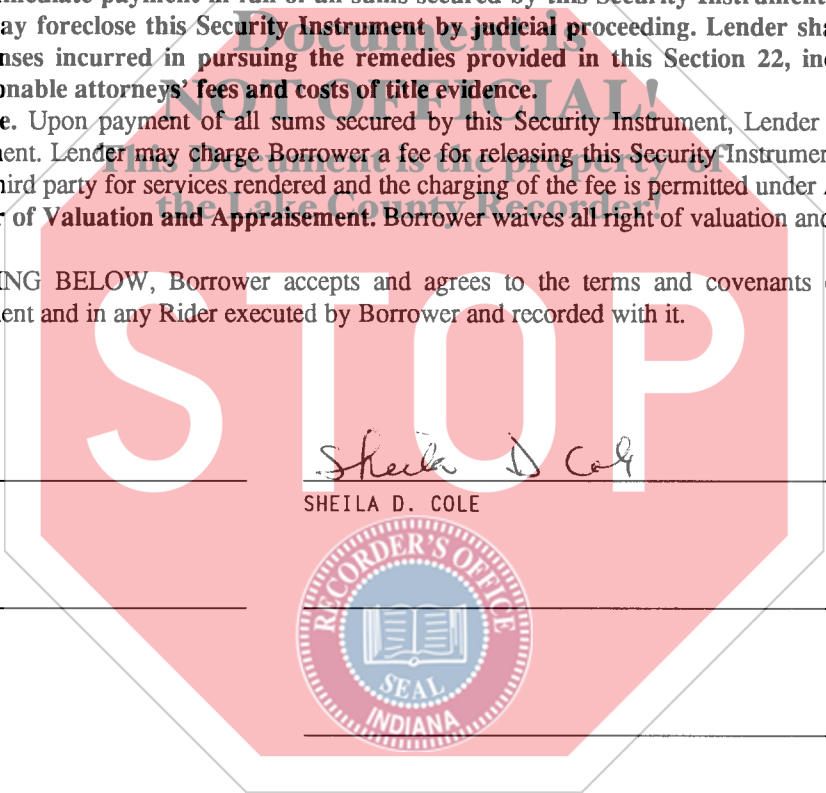 mmediate payment in full of all sums secured by this Security Instrument
ay foreclose this Security Instrument by judicial proceeding. Lender sha
nses incurred in pursuing the remedies provided in this Section 22, inc
onable attorneys' fees and costs of title evidence.
e. Upon payment of all sums secured by this Security Instrument, Lender
ent. Lender may charge Borrower a fee for releasing this Security Instrumen
hird party for services rendered and the charging of the fee is permitted under
r of Valuation and Appraisement. Borrower waives all right of valuation and
NG BELOW, Borrower accepts and agrees to the terms and covenants
ent and in any Rider executed by Borrower and recorded with it.
Document is
NOT OFFICIAL!
This Document is the property of
the Lake County Recorder!
STOP
Sheila D Cole
SHEILA D. COLE
RECORDER'S OFFICE
SEAL
INDIANA